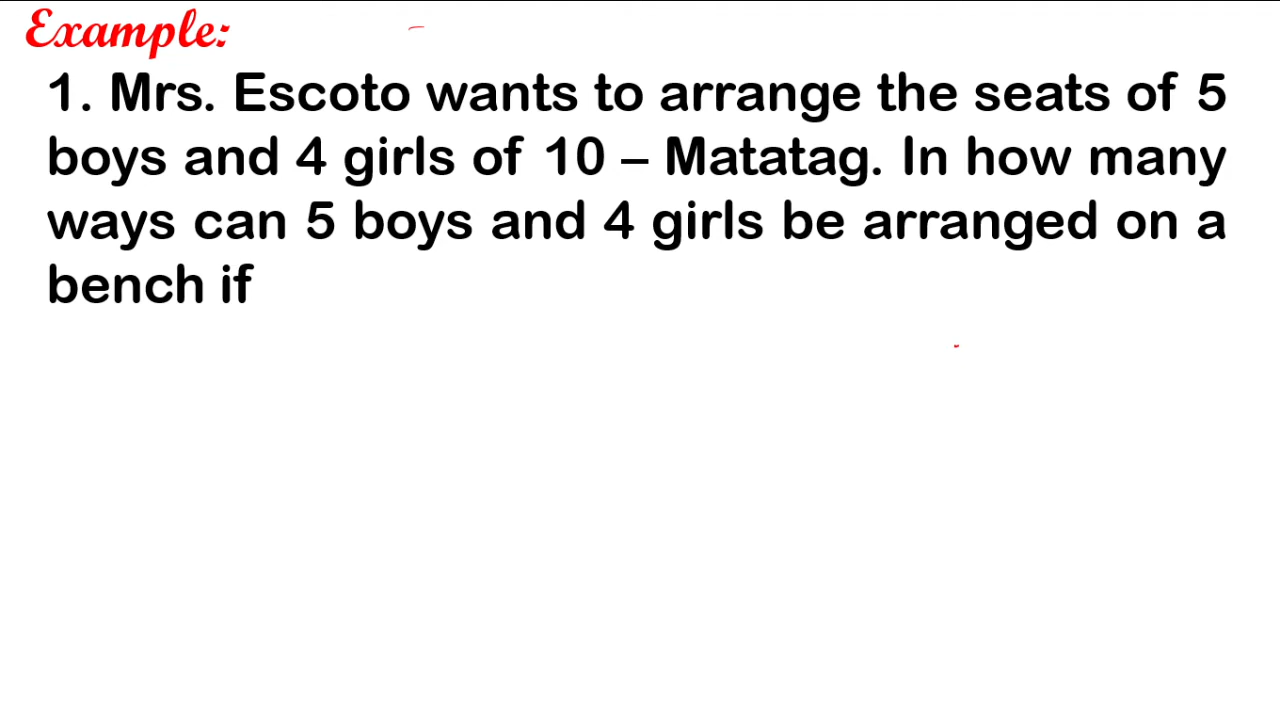 Example:
1. Mrs. Escoto wants to arrange the seats of 5
boys and 4 girls of 10 – Matatag. In how many
ways can 5 boys and 4 girls be arranged on a
bench if